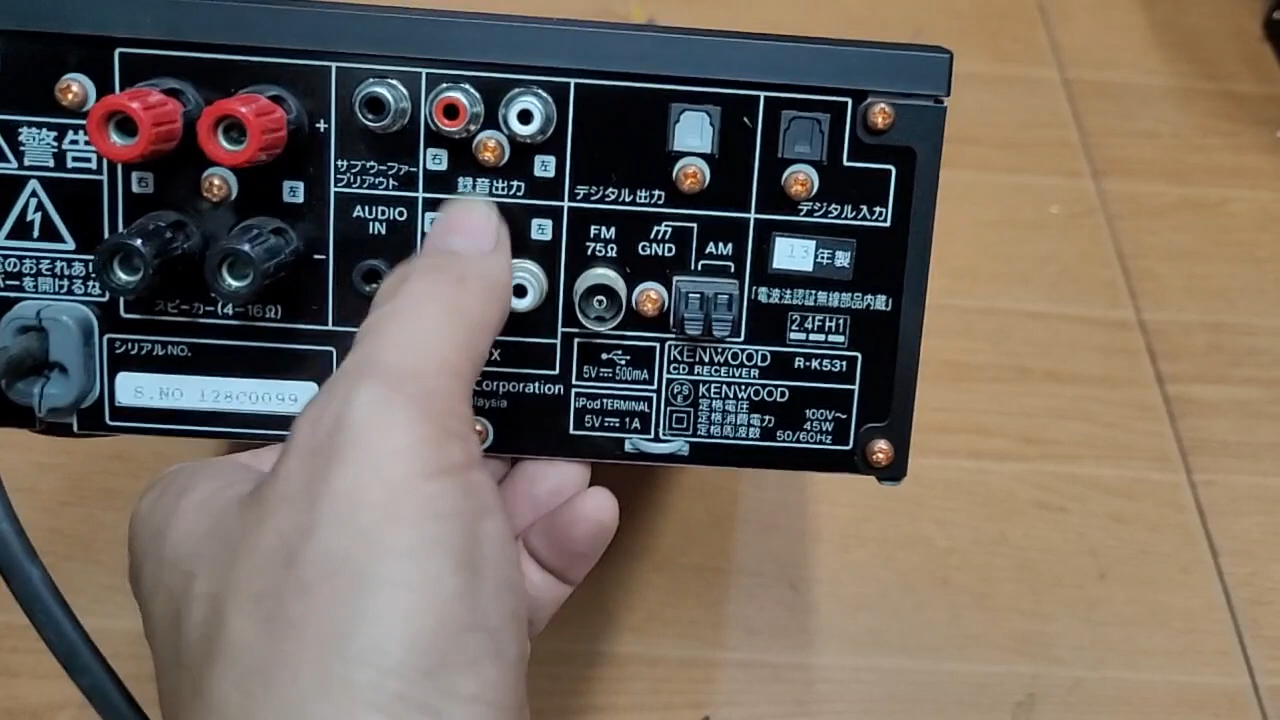 警告
右
左
+
-
スピーカー(4-16Ω)
サブウーファー
プリアウト
AUDIO
IN
右
左
録音出力
左
デジタル出力
デジタル入力
FM
75Ω
GND
AM
13年製
「電波法認証無線部品内蔵」
2.4FH1
シリアルNO.
S.NO 128C0099
Corporation
5V⎓500mA
iPod TERMINAL
5V⎓1A
KENWOOD
CD RECEIVER
R-K531
PS
E
KENWOOD
定格電圧 100V~
定格消費電力 45W
定格周波数 50/60Hz